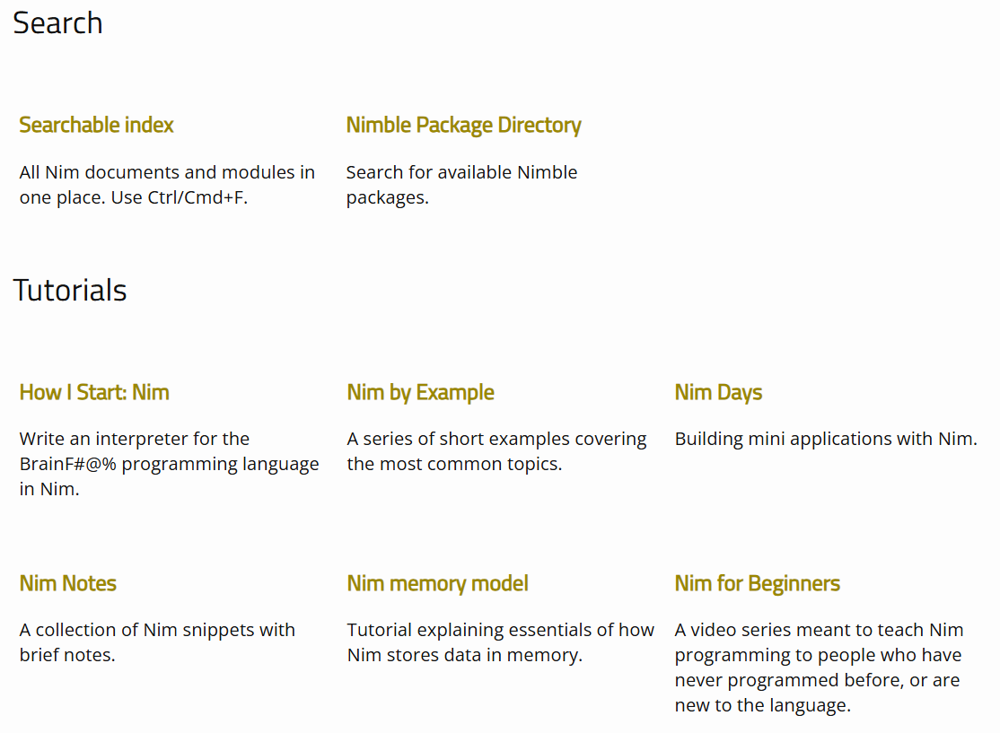 Search
Searchable index
All Nim documents and modules in
one place. Use Ctrl/Cmd+F.
Nimble Package Directory
Search for available Nimble
packages.
Tutorials
How I Start: Nim
Write an interpreter for the
BrainF#@% programming language
in Nim.
Nim by Example
A series of short examples covering
the most common topics.
Nim Days
Building mini applications with Nim.
Nim Notes
A collection of Nim snippets with
brief notes.
Nim memory model
Tutorial explaining essentials of how
Nim stores data in memory.
Nim for Beginners
A video series meant to teach Nim
programming to people who have
never programmed before, or are
new to the language.